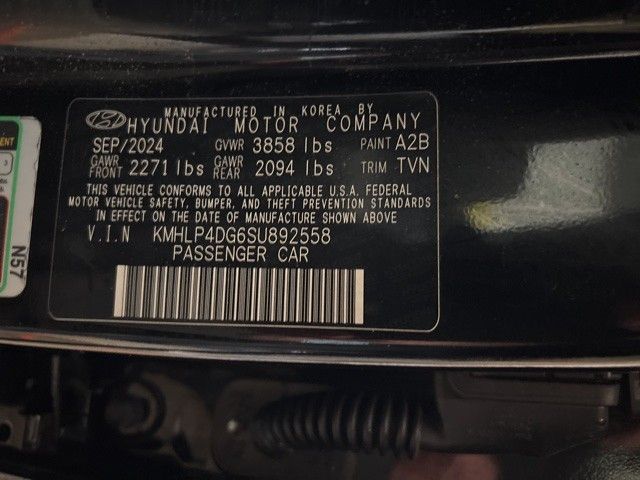 MANUFACTURED IN KOREA BY
HYUNDAI MOTOR COMPANY
SEP/2024 GVWR 3858 lbs PAINT A2B
GAWR FRONT 2271 lbs GAWR REAR 2094 lbs TRIM TVN
THIS VEHICLE CONFORMS TO ALL APPLICABLE U.S.A. FEDERAL
MOTOR VEHICLE SAFETY, BUMPER, AND THEFT PREVENTION STANDARDS
IN EFFECT ON THE DATE OF MANUFACTURE SHOWN ABOVE
V.I.N KMHLP4DG6SU892558
PASSENGER CAR
N57